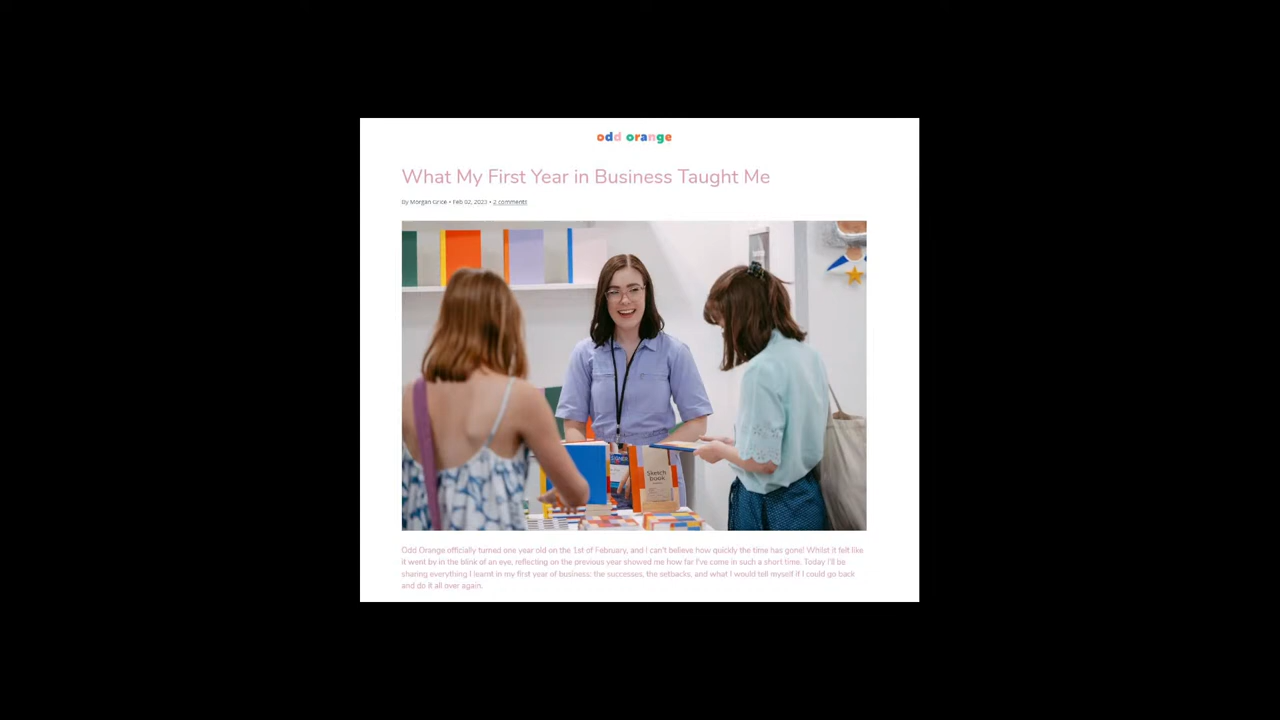 odd orange
What My First Year in Business Taught Me
By Morgan Grice • Feb 02, 2023 • 2 comments
Sketch
book
Odd Orange officially turned one year old on the 1st of February, and I can't believe how quickly the time has gone! Whilst it felt like
it went by in the blink of an eye, reflecting on the previous year showed me how far I've come in such a short time. Today I'll be
sharing everything I learnt in my first year of business: the successes, the setbacks, and what I would tell myself if I could go back
and do it all over again.